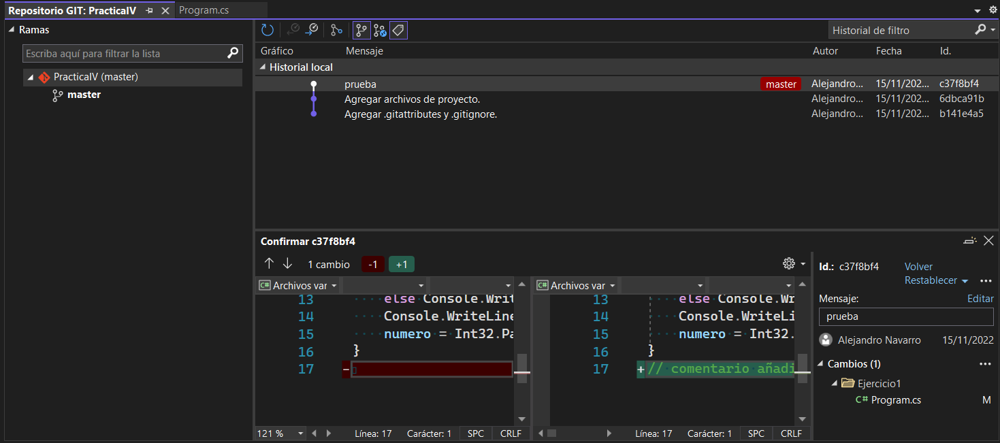 Repositorio GIT: PracticaIV
Program.cs
Ramas
Escriba aquí para filtrar la lista
PracticaIV (master)
master
Historial de filtro
Gráfico Mensaje Autor Fecha Id.
Historial local
prueba master Alejandro... 15/11/202... c37f8bf4
Agregar archivos de proyecto. Alejandro... 15/11/202... 6dbca91b
Agregar .gitattributes y .gitignore. Alejandro... 15/11/202... b141e4a5
Confirmar c37f8bf4
1 cambio -1 +1
C# Archivos var
13 else Console.Writ
14 Console.WriteLine
15 numero = Int32.Pa
16 }
17 -
121 % Línea: 17 Carácter: 1 SPC CRLF
C# Archivos var
13 else Console.Wr
14 Console.WriteLi
15 numero = Int32.
16 }
17 + // comentario añadi
Línea: 17 Carácter: 1 SPC CRLF
Id.: c37f8bf4 Volver
Restablecer
Mensaje: Editar
prueba
Alejandro Navarro 15/11/2022
Cambios (1)
Ejercicio1
C# Program.cs M